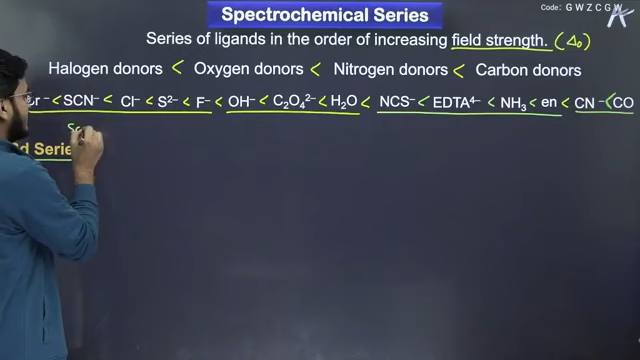 Spectrochemical Series
Code: G W Z C G W
Series of ligands in the order of increasing field strength. (Δ₀)
Halogen donors < Oxygen donors < Nitrogen donors < Carbon donors
Br⁻ < SCN⁻ < Cl⁻ < S²⁻ < F⁻ < OH⁻ < C₂O₄²⁻ < H₂O < NCS⁻ < EDTA⁴⁻ < NH₃ < en < CN⁻ < CO